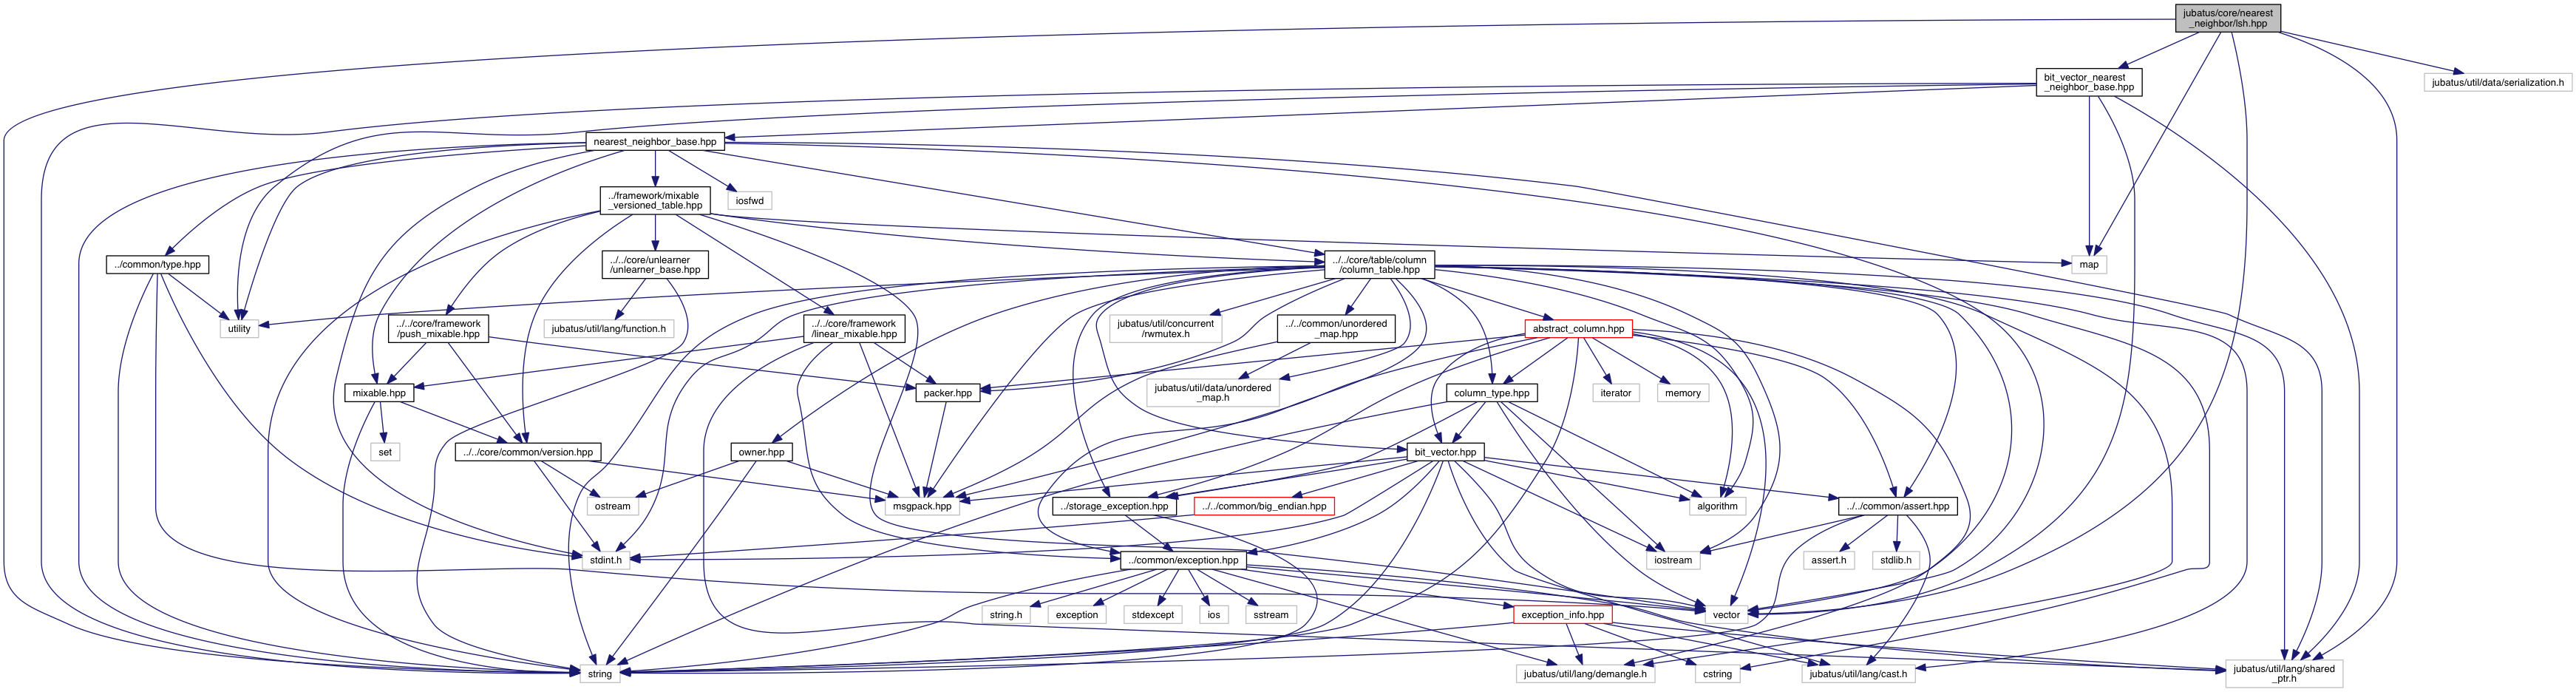 jubatus/core/nearest
_neighbor/lsh.hpp
bit_vector_nearest
_neighbor_base.hpp
jubatus/util/data/serialization.h
nearest_neighbor_base.hpp
../framework/mixable
_versioned_table.hpp
iosfwd
../common/type.hpp
../../core/unlearner
/unlearner_base.hpp
../../core/table/column
/column_table.hpp
map
utility
../../core/framework
/push_mixable.hpp
jubatus/util/lang/function.h
../../core/framework
/linear_mixable.hpp
jubatus/util/concurrent
/rwmutex.h
../../common/unordered
_map.hpp
abstract_column.hpp
mixable.hpp
packer.hpp
jubatus/util/data/unordered
_map.h
column_type.hpp
iterator
memory
set
../../core/common/version.hpp
owner.hpp
bit_vector.hpp
ostream
msgpack.hpp
../storage_exception.hpp
../../common/big_endian.hpp
algorithm
../../common/assert.hpp
stdint.h
../common/exception.hpp
iostream
assert.h
stdlib.h
string.h
exception
stdexcept
ios
sstream
exception_info.hpp
vector
string
jubatus/util/lang/demangle.h
cstring
jubatus/util/lang/cast.h
jubatus/util/lang/shared
_ptr.h